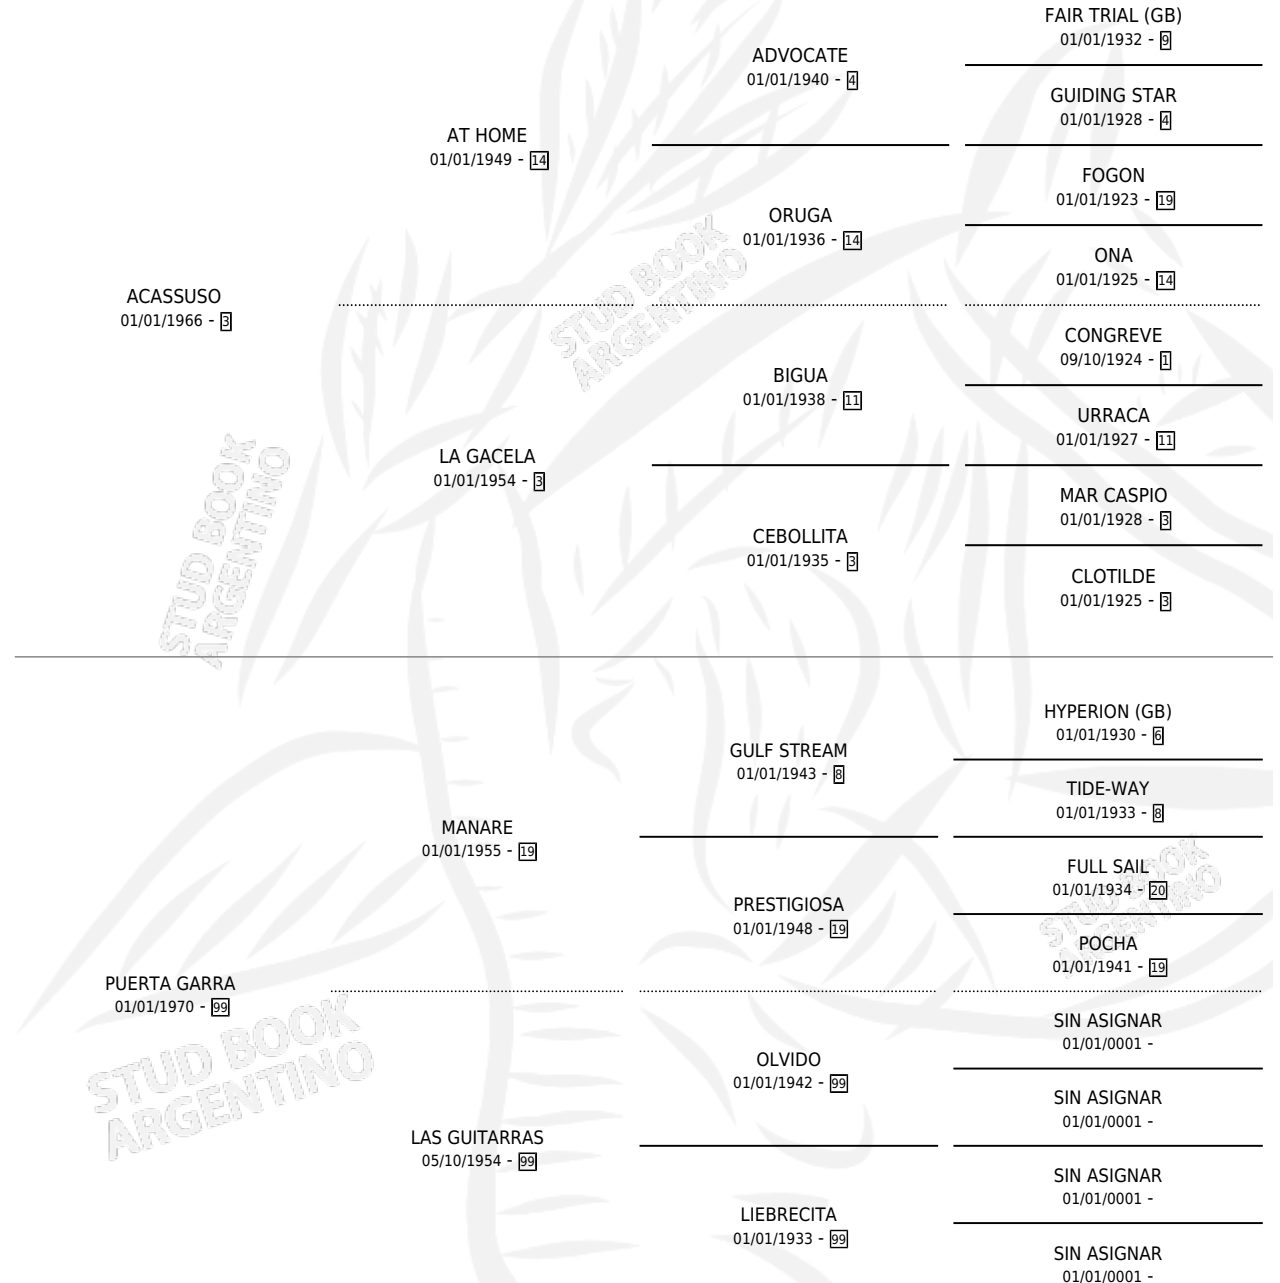 FAIR TRIAL (GB)
01/01/1932 - 9
ADVOCATE
01/01/1940 - 4
GUIDING STAR
01/01/1928 - 4
AT HOME
01/01/1949 - 14
FOGON
01/01/1923 - 19
ORUGA
01/01/1936 - 14
ONA
01/01/1925 - 14
ACASSUSO
01/01/1966 - 3
CONGREVE
09/10/1924 - 1
BIGUA
01/01/1938 - 11
URRACA
01/01/1927 - 11
LA GACELA
01/01/1954 - 3
MAR CASPIO
01/01/1928 - 3
CEBOLLITA
01/01/1935 - 3
CLOTILDE
01/01/1925 - 3
STUD BOOK
ARGENTINO
STUD BOOK
ARGENTINO
HYPERION (GB)
01/01/1930 - 6
GULF STREAM
01/01/1943 - 8
TIDE-WAY
01/01/1933 - 8
MANARE
01/01/1955 - 19
FULL SAIL
01/01/1934 - 20
PRESTIGIOSA
01/01/1948 - 19
POCHA
01/01/1941 - 19
STUD BOOK
ARGENTINO
PUERTA GARRA
01/01/1970 - 99
SIN ASIGNAR
01/01/0001 -
OLVIDO
01/01/1942 - 99
SIN ASIGNAR
01/01/0001 -
STUD BOOK
ARGENTINO
LAS GUITARRAS
05/10/1954 - 99
SIN ASIGNAR
01/01/0001 -
LIEBRECITA
01/01/1933 - 99
SIN ASIGNAR
01/01/0001 -